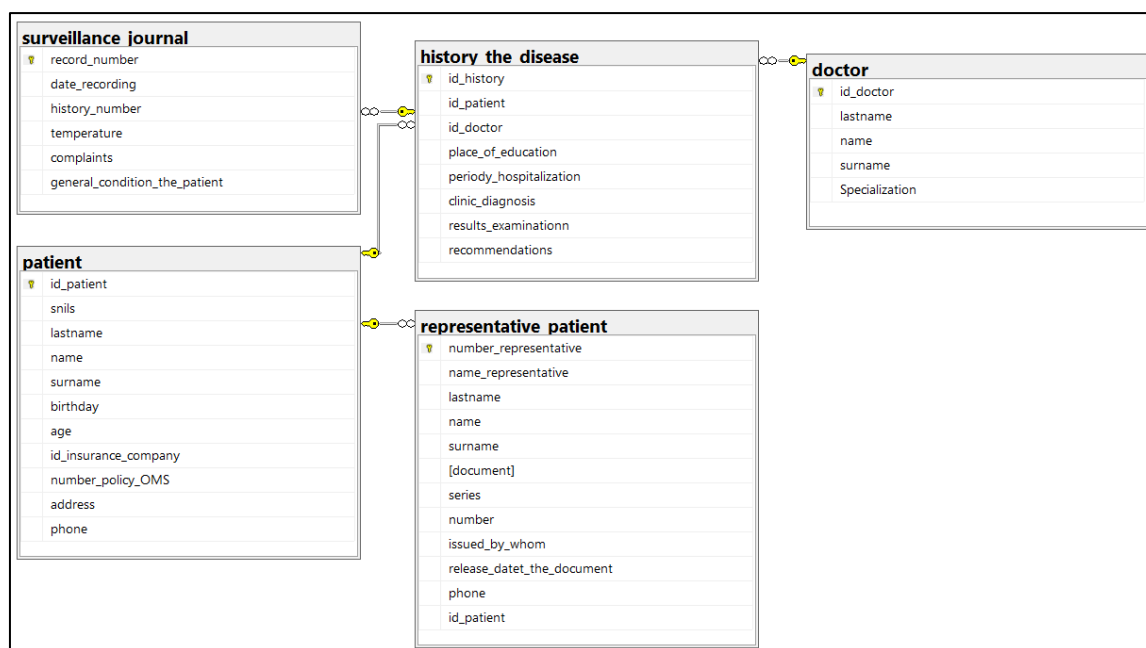 surveillance_journal
record_number
date_recording
history_number
temperature
complaints
general_condition_the_patient
patient
id_patient
snils
lastname
name
surname
birthday
age
id_insurance_company
number_policy_OMS
address
phone
history_the_disease
id_history
id_patient
id_doctor
place_of_education
periody_hospitalization
clinic_diagnosis
results_examinationn
recommendations
representative_patient
number_representative
name_representative
lastname
name
surname
[document]
series
number
issued_by_whom
release_datet_the_document
phone
id_patient
doctor
id_doctor
lastname
name
surname
Specialization